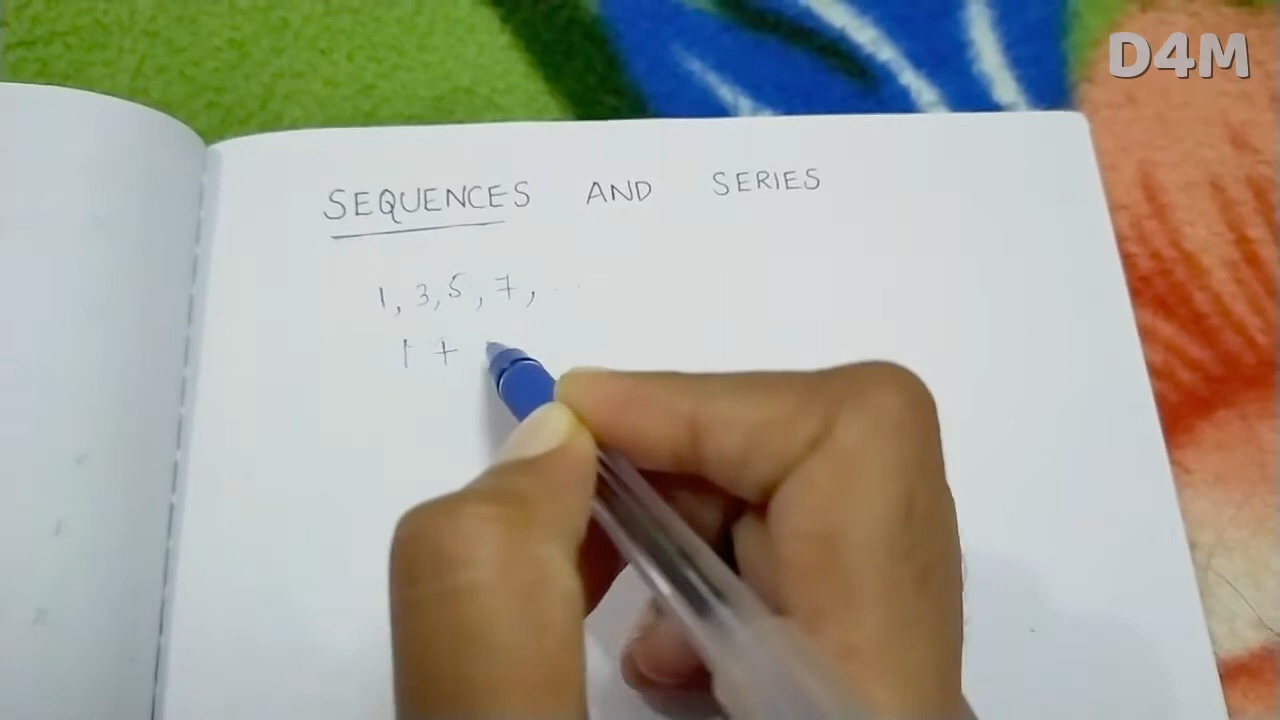 D4M
SEQUENCES AND SERIES
1, 3, 5, 7,
1 +